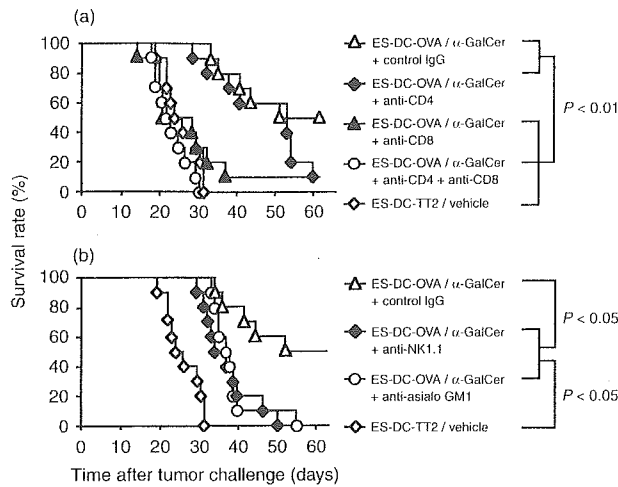 (a)
100
80
60
40
20
0
0 10 20 30 40 50 60
ES-DC-OVA / α-GalCer
+ control IgG
ES-DC-OVA / α-GalCer
+ anti-CD4
ES-DC-OVA / α-GalCer
+ anti-CD8
ES-DC-OVA / α-GalCer
+ anti-CD4 + anti-CD8
ES-DC-TT2 / vehicle
P < 0.01
Survival rate (%)
(b)
100
80
60
40
20
0
0 10 20 30 40 50 60
Time after tumor challenge (days)
ES-DC-OVA / α-GalCer
+ control IgG
ES-DC-OVA / α-GalCer
+ anti-NK1.1
ES-DC-OVA / α-GalCer
+ anti-asialo GM1
ES-DC-TT2 / vehicle
P < 0.05
P < 0.05